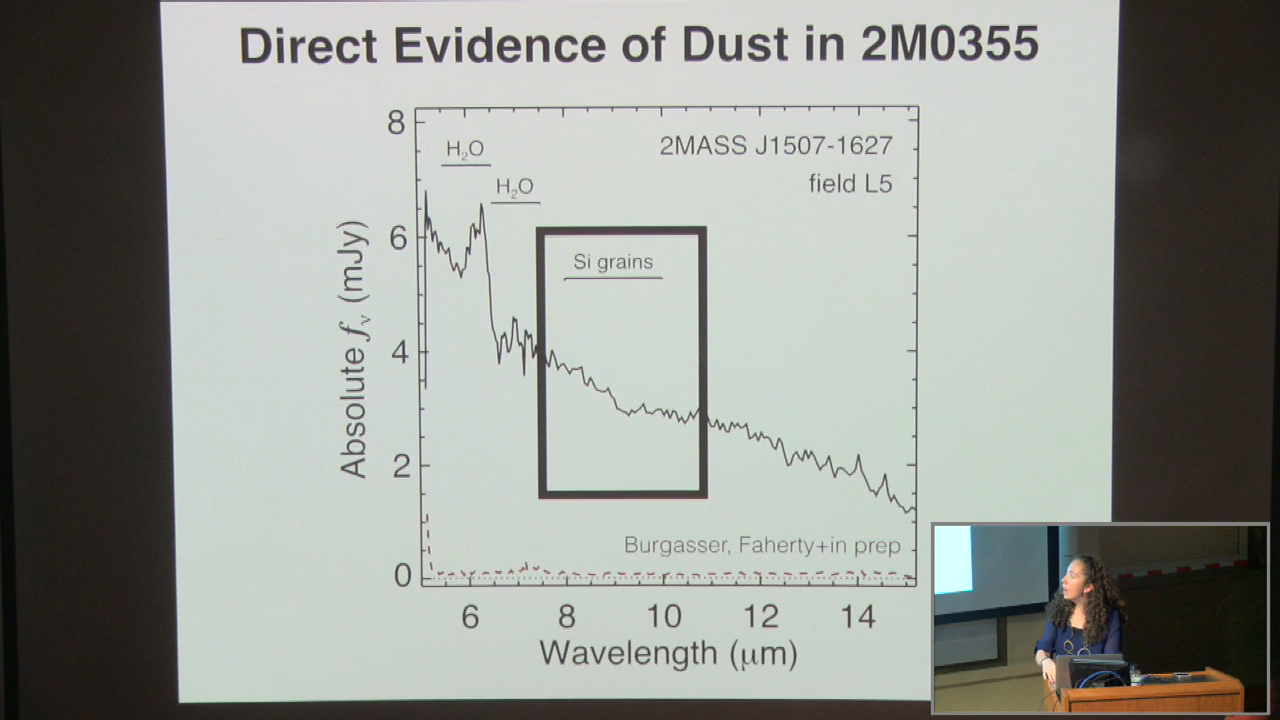 Direct Evidence of Dust in 2M0355
8
6
4
2
0
Absolute fν (mJy)
H₂O
H₂O
2MASS J1507-1627
field L5
Si grains
Burgasser, Faherty+in prep
6 8 10 12 14
Wavelength (μm)